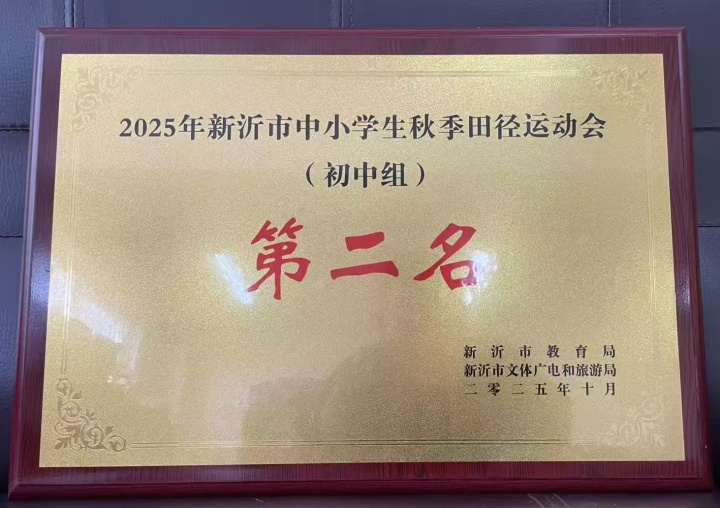 2025年新沂市中小学生秋季田径运动会
（初中组）
第二名
新沂市教育局
新沂市文体广电和旅游局
二零二五年十月